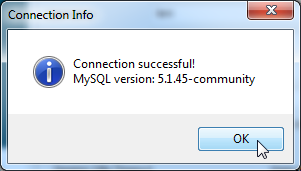 Connection Info
Connection successful!
MySQL version: 5.1.45-community
OK